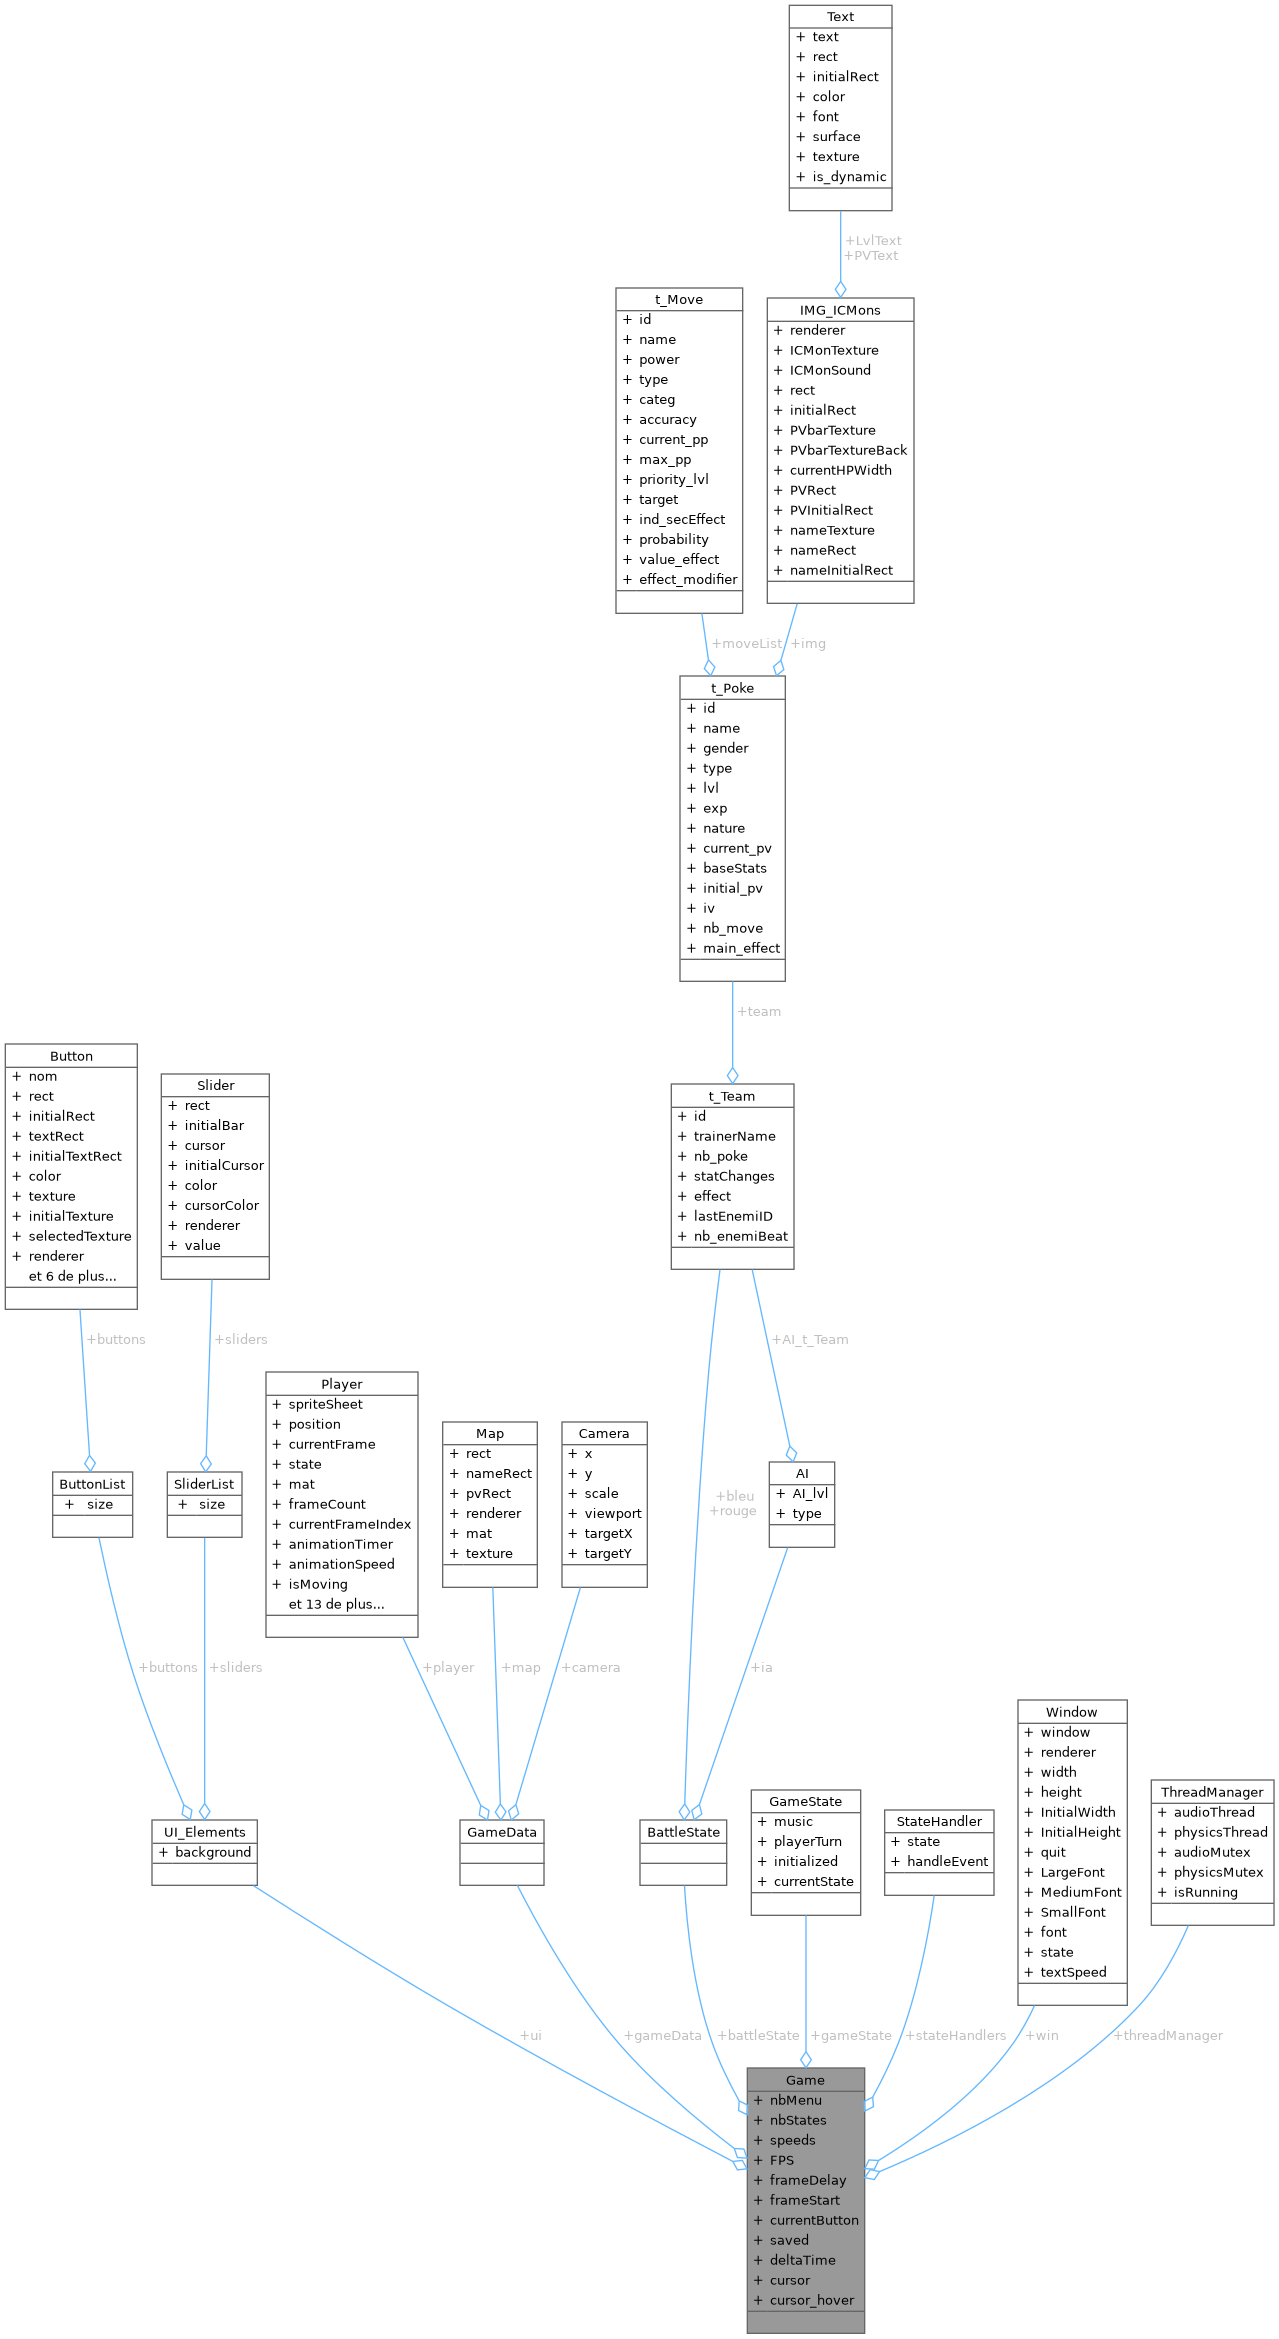 Text
+ text
+ rect
+ initialRect
+ color
+ font
+ surface
+ texture
+ is_dynamic
+LvlText
+PVText
t_Move
+ id
+ name
+ power
+ type
+ categ
+ accuracy
+ current_pp
+ max_pp
+ priority_lvl
+ target
+ ind_secEffect
+ probability
+ value_effect
+ effect_modifier
IMG_ICMons
+ renderer
+ ICMonTexture
+ ICMonSound
+ rect
+ initialRect
+ PVbarTexture
+ PVbarTextureBack
+ currentHPWidth
+ PVRect
+ PVInitialRect
+ nameTexture
+ nameRect
+ nameInitialRect
+moveList
+img
t_Poke
+ id
+ name
+ gender
+ type
+ lvl
+ exp
+ nature
+ current_pv
+ baseStats
+ initial_pv
+ iv
+ nb_move
+ main_effect
+team
Button
+ nom
+ rect
+ initialRect
+ textRect
+ initialTextRect
+ color
+ texture
+ initialTexture
+ selectedTexture
+ renderer
et 6 de plus...
Slider
+ rect
+ initialBar
+ cursor
+ initialCursor
+ color
+ cursorColor
+ renderer
+ value
t_Team
+ id
+ trainerName
+ nb_poke
+ statChanges
+ effect
+ lastEnemiID
+ nb_enemiBeat
+buttons
+sliders
+AI_t_Team
Player
+ spriteSheet
+ position
+ currentFrame
+ state
+ mat
+ frameCount
+ currentFrameIndex
+ animationTimer
+ animationSpeed
+ isMoving
et 13 de plus...
Map
+ rect
+ nameRect
+ pvRect
+ renderer
+ mat
+ texture
Camera
+ x
+ y
+ scale
+ viewport
+ targetX
+ targetY
ButtonList
+ size
SliderList
+ size
+bleu
+rouge
AI
+ AI_lvl
+ type
+buttons
+sliders
+player
+map
+camera
+ia
UI_Elements
+ background
GameData
BattleState
GameState
+ music
+ playerTurn
+ initialized
+ currentState
StateHandler
+ state
+ handleEvent
Window
+ window
+ renderer
+ width
+ height
+ InitialWidth
+ InitialHeight
+ quit
+ LargeFont
+ MediumFont
+ SmallFont
+ font
+ state
+ textSpeed
ThreadManager
+ audioThread
+ physicsThread
+ audioMutex
+ physicsMutex
+ isRunning
+ui
+gameData
+battleState
+gameState
+stateHandlers
+win
+threadManager
Game
+ nbMenu
+ nbStates
+ speeds
+ FPS
+ frameDelay
+ frameStart
+ currentButton
+ saved
+ deltaTime
+ cursor
+ cursor_hover